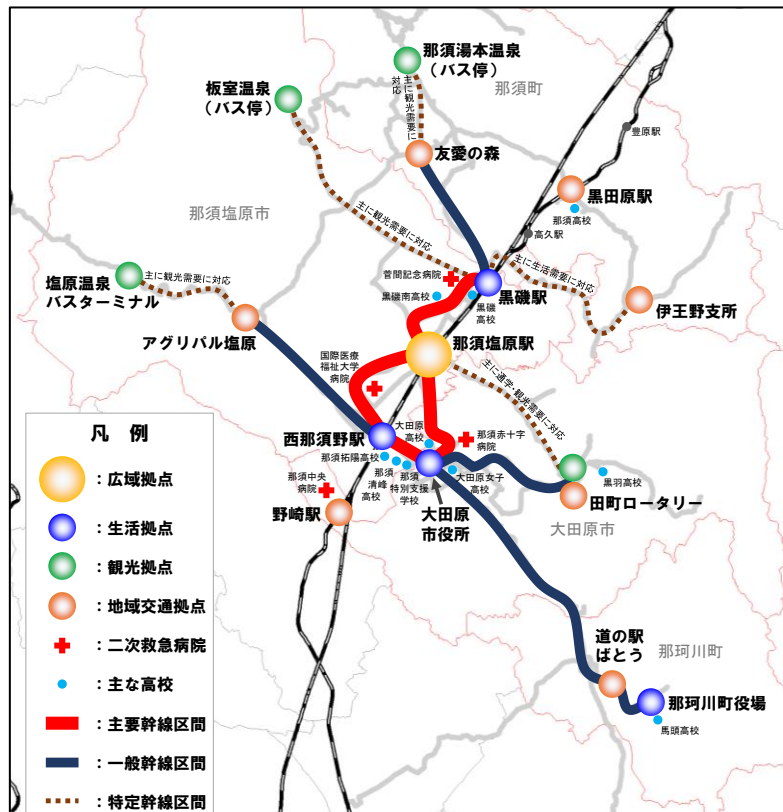 那須湯本温泉
（バス停）
那須町
板室温泉
（バス停）
主に観光需要に
対応
豊原駅
友愛の森
黒田原駅
那須高校
那須塩原市
高久駅
主に観光需要に対応
主に生活需要に対応
塩原温泉
バスターミナル
主に観光需要に対応
菅間記念病院
黒磯南高校
黒磯
高校
黒磯駅
伊王野支所
アグリパル塩原
那須塩原駅
国際医療
福祉大学
病院
主に通学・観光需要に対応
西那須野駅
大田原
高校
那須赤十字
病院
那須拓陽高校
那須
清峰
高校
那須
特別支援
学校
大田原女子
高校
黒羽高校
那須中央
病院
田町ロータリー
野崎駅
大田原
市役所
大田原市
道の駅
ばとう
那珂川町
那珂川町役場
馬頭高校
凡 例
：広域拠点
：生活拠点
：観光拠点
：地域交通拠点
：二次救急病院
：主な高校
：主要幹線区間
：一般幹線区間
：特定幹線区間